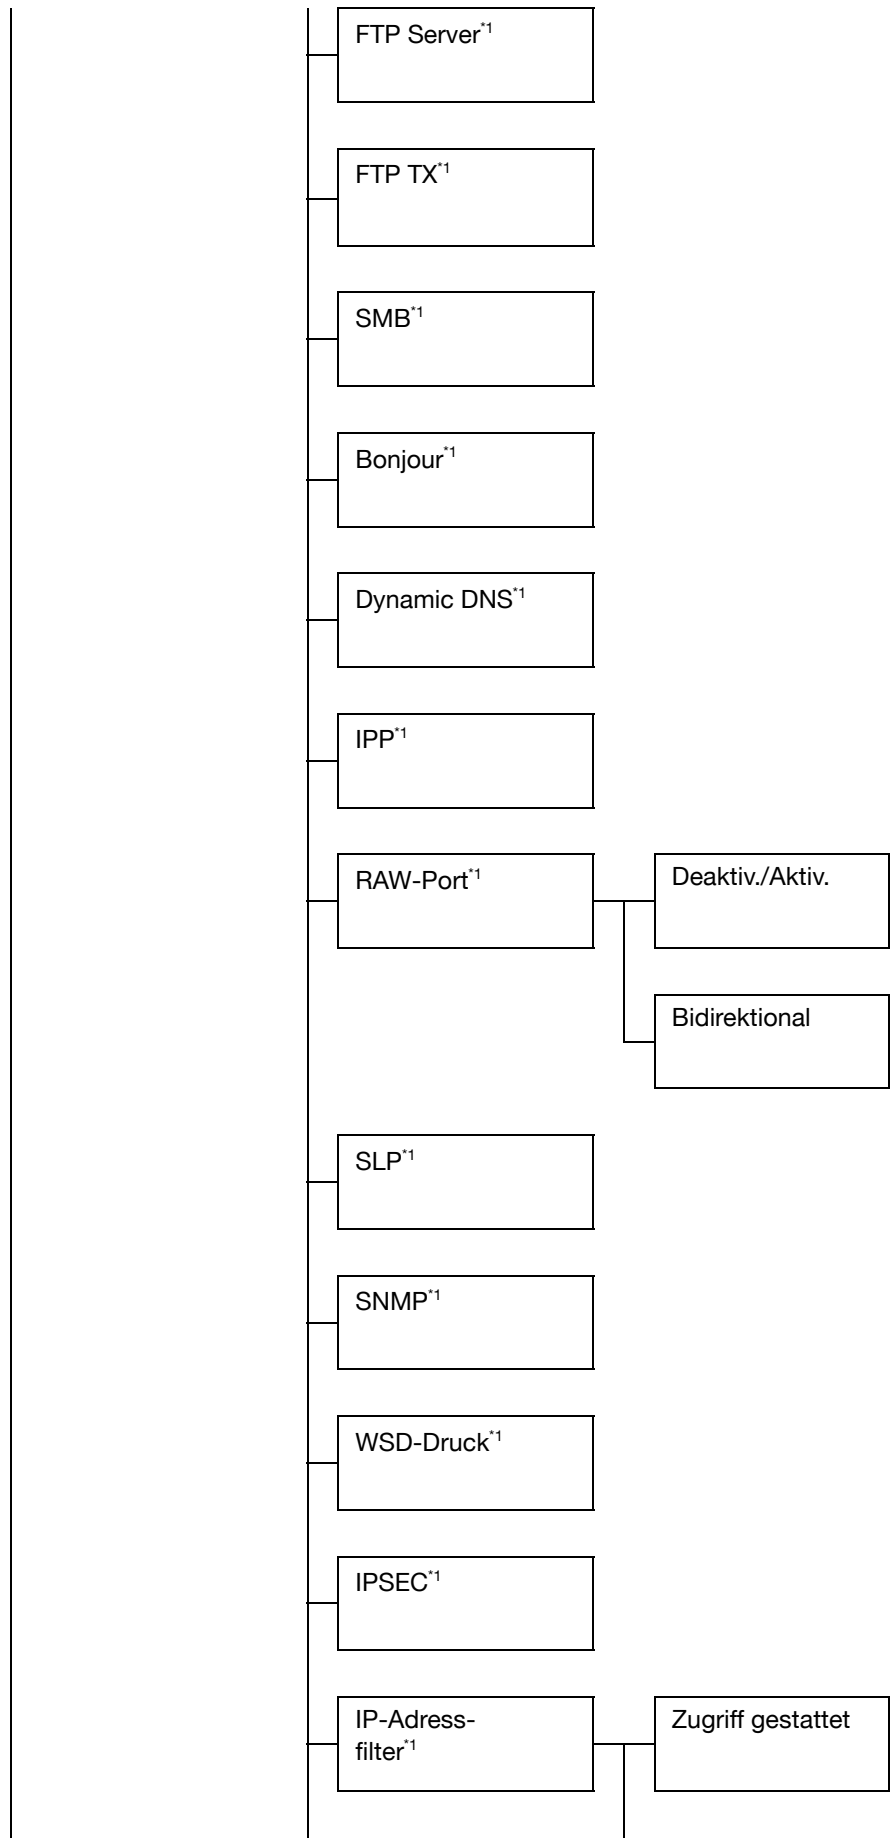 FTP Server*1
FTP TX*1
SMB*1
Bonjour*1
Dynamic DNS*1
IPP*1
RAW-Port*1
Deaktiv./Aktiv.
Bidirektional
SLP*1
SNMP*1
WSD-Druck*1
IPSEC*1
IP-Adress-
filter*1
Zugriff gestattet